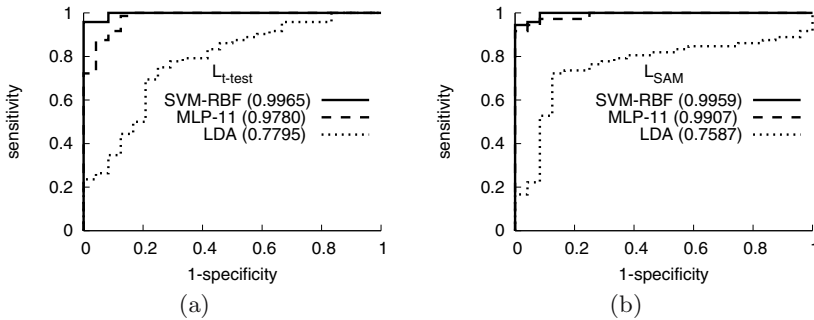 1
0.8
0.6
0.4
0.2
0
0 0.2 0.4 0.6 0.8 1
sensitivity
1-specificity
Lt-test
SVM-RBF (0.9965)
MLP-11 (0.9780)
LDA (0.7795)
(a)
1
0.8
0.6
0.4
0.2
0
0 0.2 0.4 0.6 0.8 1
sensitivity
1-specificity
LSAM
SVM-RBF (0.9959)
MLP-11 (0.9907)
LDA (0.7587)
(b)